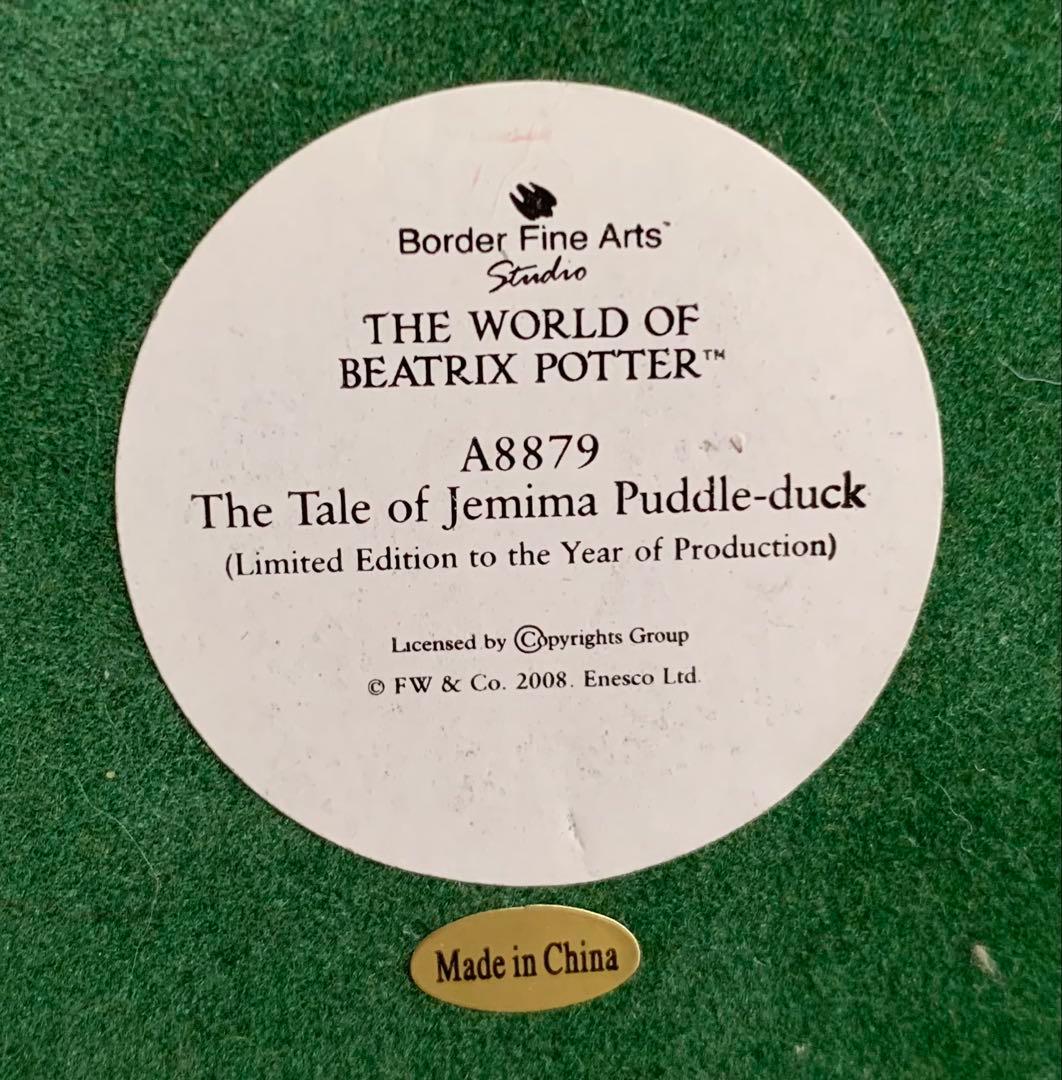 Border Fine Arts™
Studio
THE WORLD OF
BEATRIX POTTER™
A8879
The Tale of Jemima Puddle-duck
(Limited Edition to the Year of Production)
Licensed by ©opyrights Group
© FW & Co. 2008. Enesco Ltd.
Made in China